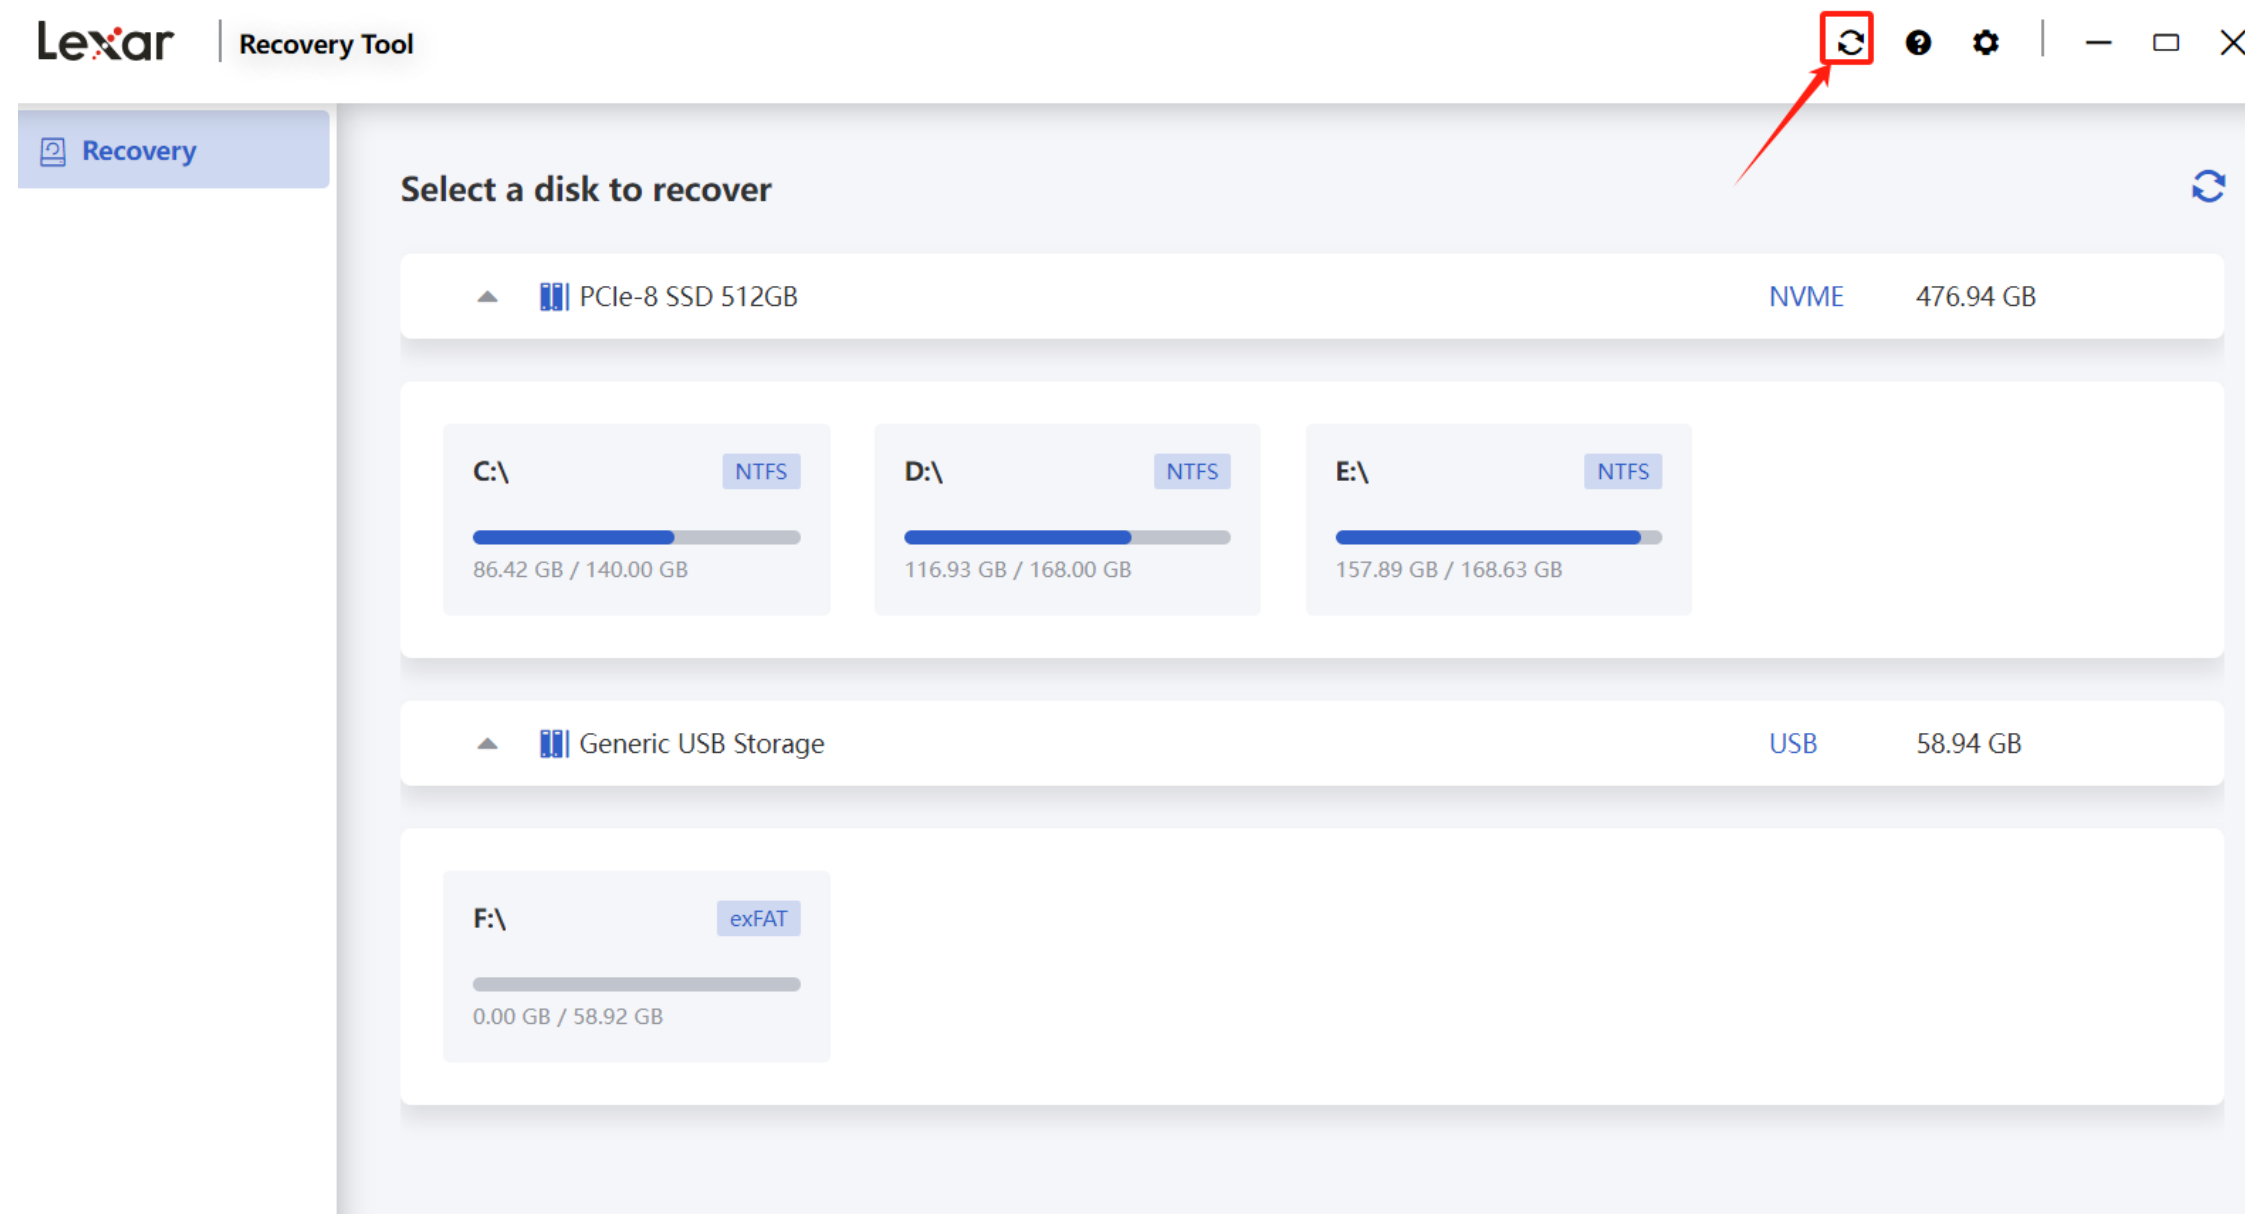 Lexar
Recovery Tool
Recovery
Select a disk to recover
PCIe-8 SSD 512GB
NVME
476.94 GB
C:\
NTFS
86.42 GB / 140.00 GB
D:\
NTFS
116.93 GB / 168.00 GB
E:\
NTFS
157.89 GB / 168.63 GB
Generic USB Storage
USB
58.94 GB
F:\
exFAT
0.00 GB / 58.92 GB